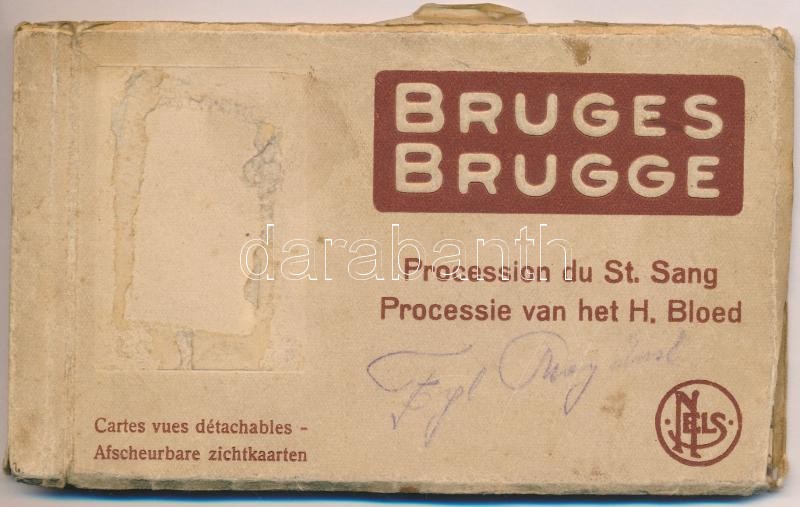 BRUGES
BRUGGE
darabanth
Procession du St. Sang
Processie van het H. Bloed
Cartes vues détachables -
Afscheurbare zichtkaarten
NELS